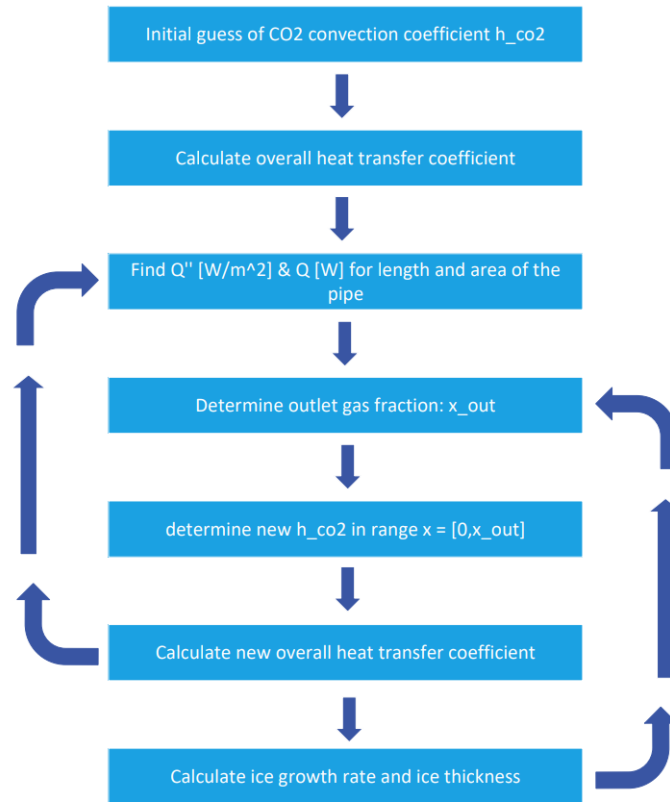 Initial guess of CO2 convection coefficient h_co2
Calculate overall heat transfer coefficient
Find Q'' [W/m^2] & Q [W] for length and area of the
pipe
Determine outlet gas fraction: x_out
determine new h_co2 in range x = [0,x_out]
Calculate new overall heat transfer coefficient
Calculate ice growth rate and ice thickness